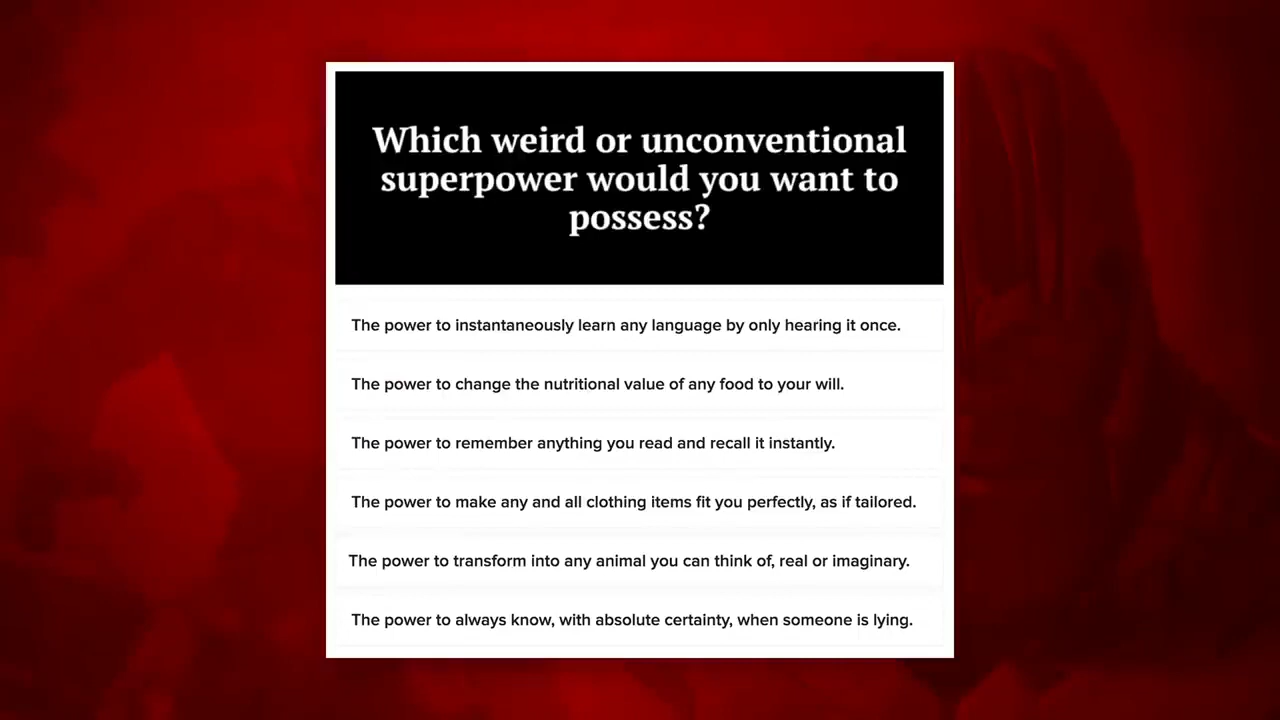 Which weird or unconventional
superpower would you want to
possess?
The power to instantaneously learn any language by only hearing it once.
The power to change the nutritional value of any food to your will.
The power to remember anything you read and recall it instantly.
The power to make any and all clothing items fit you perfectly, as if tailored.
The power to transform into any animal you can think of, real or imaginary.
The power to always know, with absolute certainty, when someone is lying.